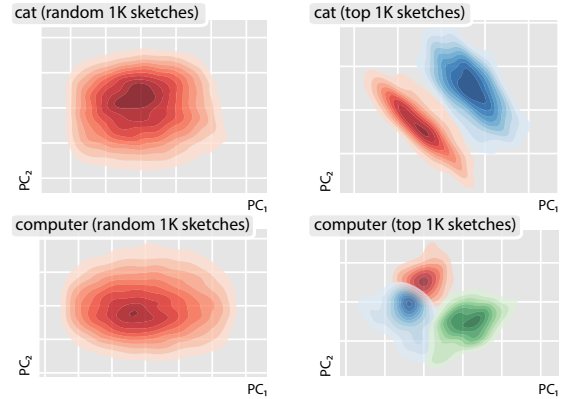 cat (random 1K sketches)
cat (top 1K sketches)
PC₂
PC₁
PC₂
PC₁
computer (random 1K sketches)
computer (top 1K sketches)
PC₂
PC₁
PC₂
PC₁